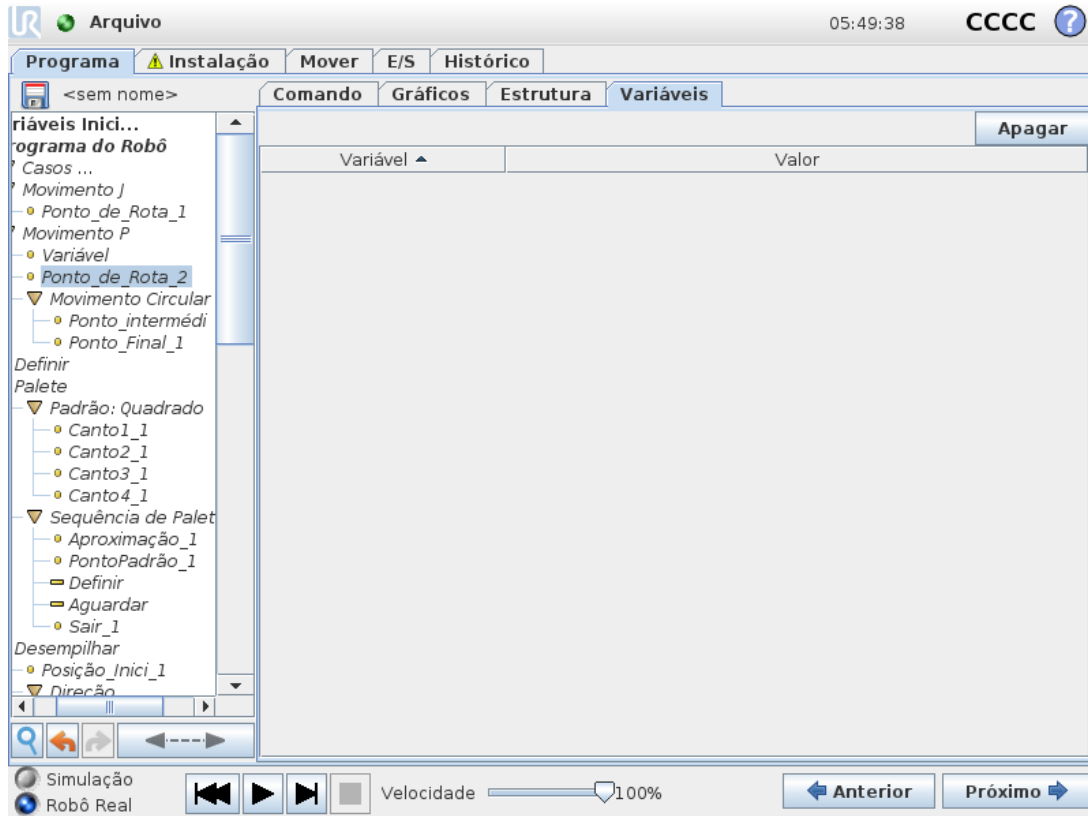 UR Arquivo 05:49:38 CCCC ?
Programa Instalação Mover E/S Histórico
<sem nome> Comando Gráficos Estrutura Variáveis
Apagar
Variável Valor
riáveis Inici...
rograma do Robô
Casos ...
Movimento J
Ponto_de_Rota_1
Movimento P
Variável
Ponto_de_Rota_2
Movimento Circular
Ponto_intermédi
Ponto_Final_1
Definir
Palete
Padrão: Quadrado
Canto1_1
Canto2_1
Canto3_1
Canto4_1
Sequência de Palet
Aproximação_1
PontoPadrão_1
Definir
Aguardar
Sair_1
Desempilhar
Posição_Inici_1
Direção
Simulação
Robô Real
Velocidade 100%
Anterior Próximo